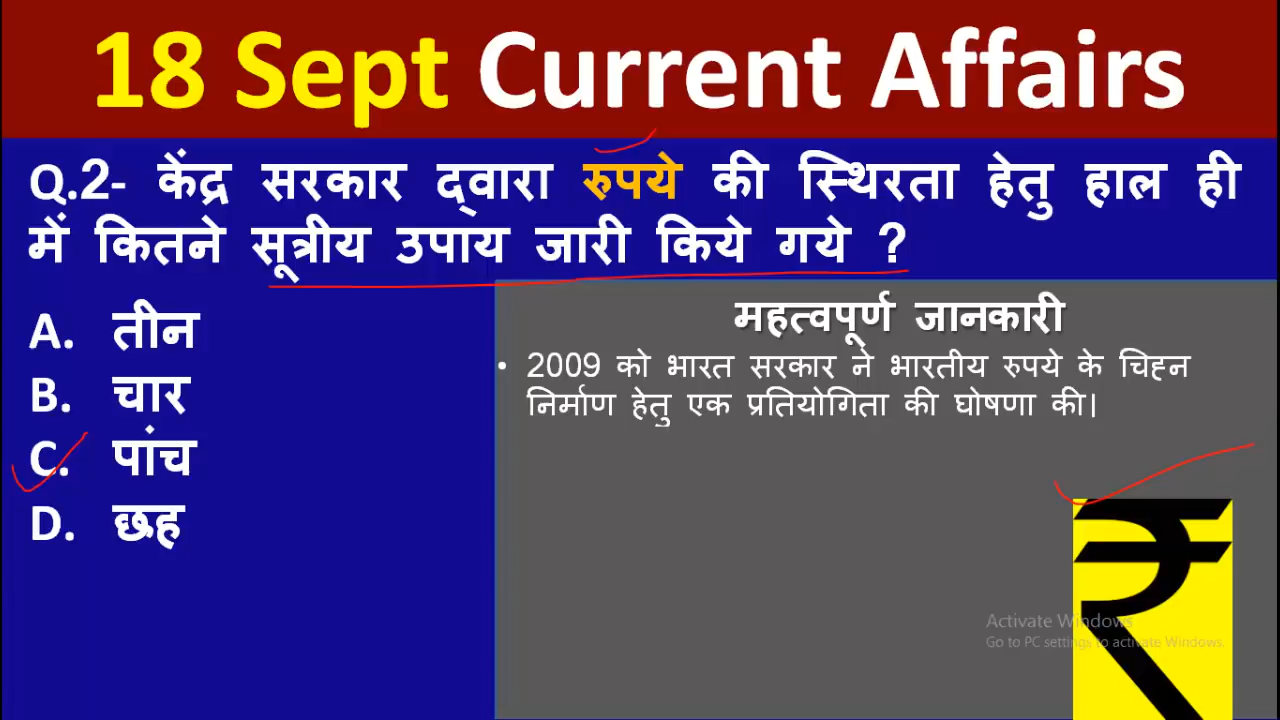 18 Sept Current Affairs
Q.2- केंद्र सरकार द्वारा रुपये की स्थिरता हेतु हाल ही
में कितने सूत्रीय उपाय जारी किये गये ?
A. तीन
B. चार
C. पांच
D. छह
महत्वपूर्ण जानकारी
• 2009 को भारत सरकार ने भारतीय रुपये के चिह्न
निर्माण हेतु एक प्रतियोगिता की घोषणा की।
₹
Activate Windows
Go to PC settings to activate Windows.